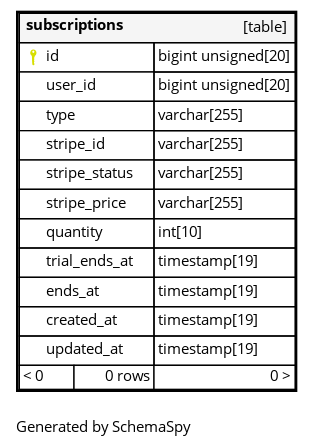 subscriptions [table]
id bigint unsigned[20]
user_id bigint unsigned[20]
type varchar[255]
stripe_id varchar[255]
stripe_status varchar[255]
stripe_price varchar[255]
quantity int[10]
trial_ends_at timestamp[19]
ends_at timestamp[19]
created_at timestamp[19]
updated_at timestamp[19]
< 0 0 rows 0 >
Generated by SchemaSpy